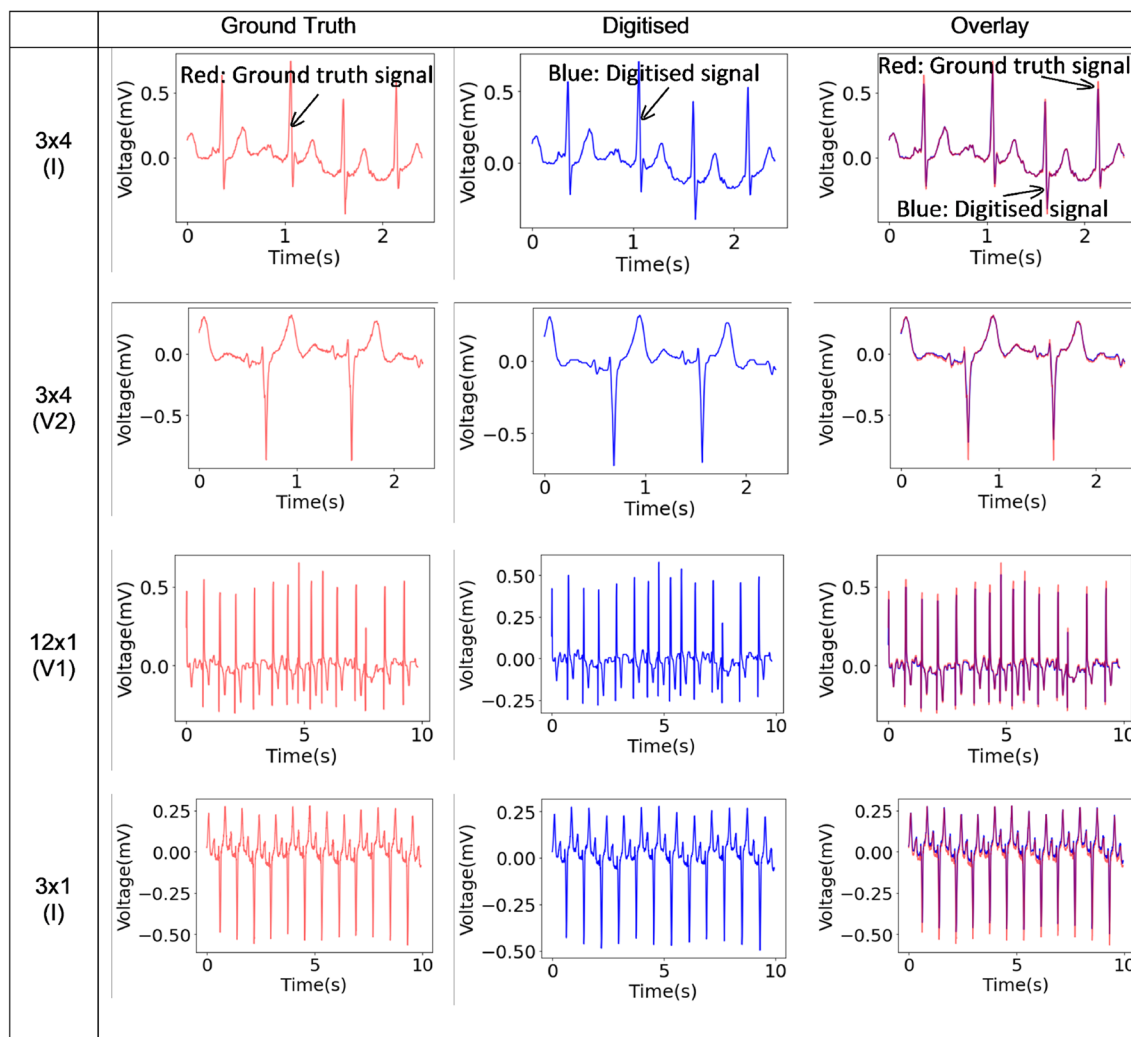 Ground Truth
Digitised
Overlay
3x4
(I)
Red: Ground truth signal
Voltage(mV)
0.5
0.0
0
1
2
Time(s)
Blue: Digitised signal
Voltage(mV)
0.5
0.0
0
1
2
Time(s)
Red: Ground truth signal
Voltage(mV)
0.5
0.0
Blue: Digitised signal
0
1
2
Time(s)
3x4
(V2)
Voltage(mV)
0.0
−0.5
0
1
2
Time(s)
Voltage(mV)
0.0
−0.5
0
1
2
Time(s)
Voltage(mV)
0.0
−0.5
0
1
2
Time(s)
12x1
(V1)
Voltage(mV)
0.5
0.0
0
5
10
Time(s)
Voltage(mV)
0.50
0.25
0.00
−0.25
0
5
10
Time(s)
Voltage(mV)
0.5
0.0
0
5
10
Time(s)
3x1
(I)
Voltage(mV)
0.25
0.00
−0.25
−0.50
0
5
10
Time(s)
Voltage(mV)
0.25
0.00
−0.25
−0.50
0
5
10
Time(s)
Voltage(mV)
0.25
0.00
−0.25
−0.50
0
5
10
Time(s)